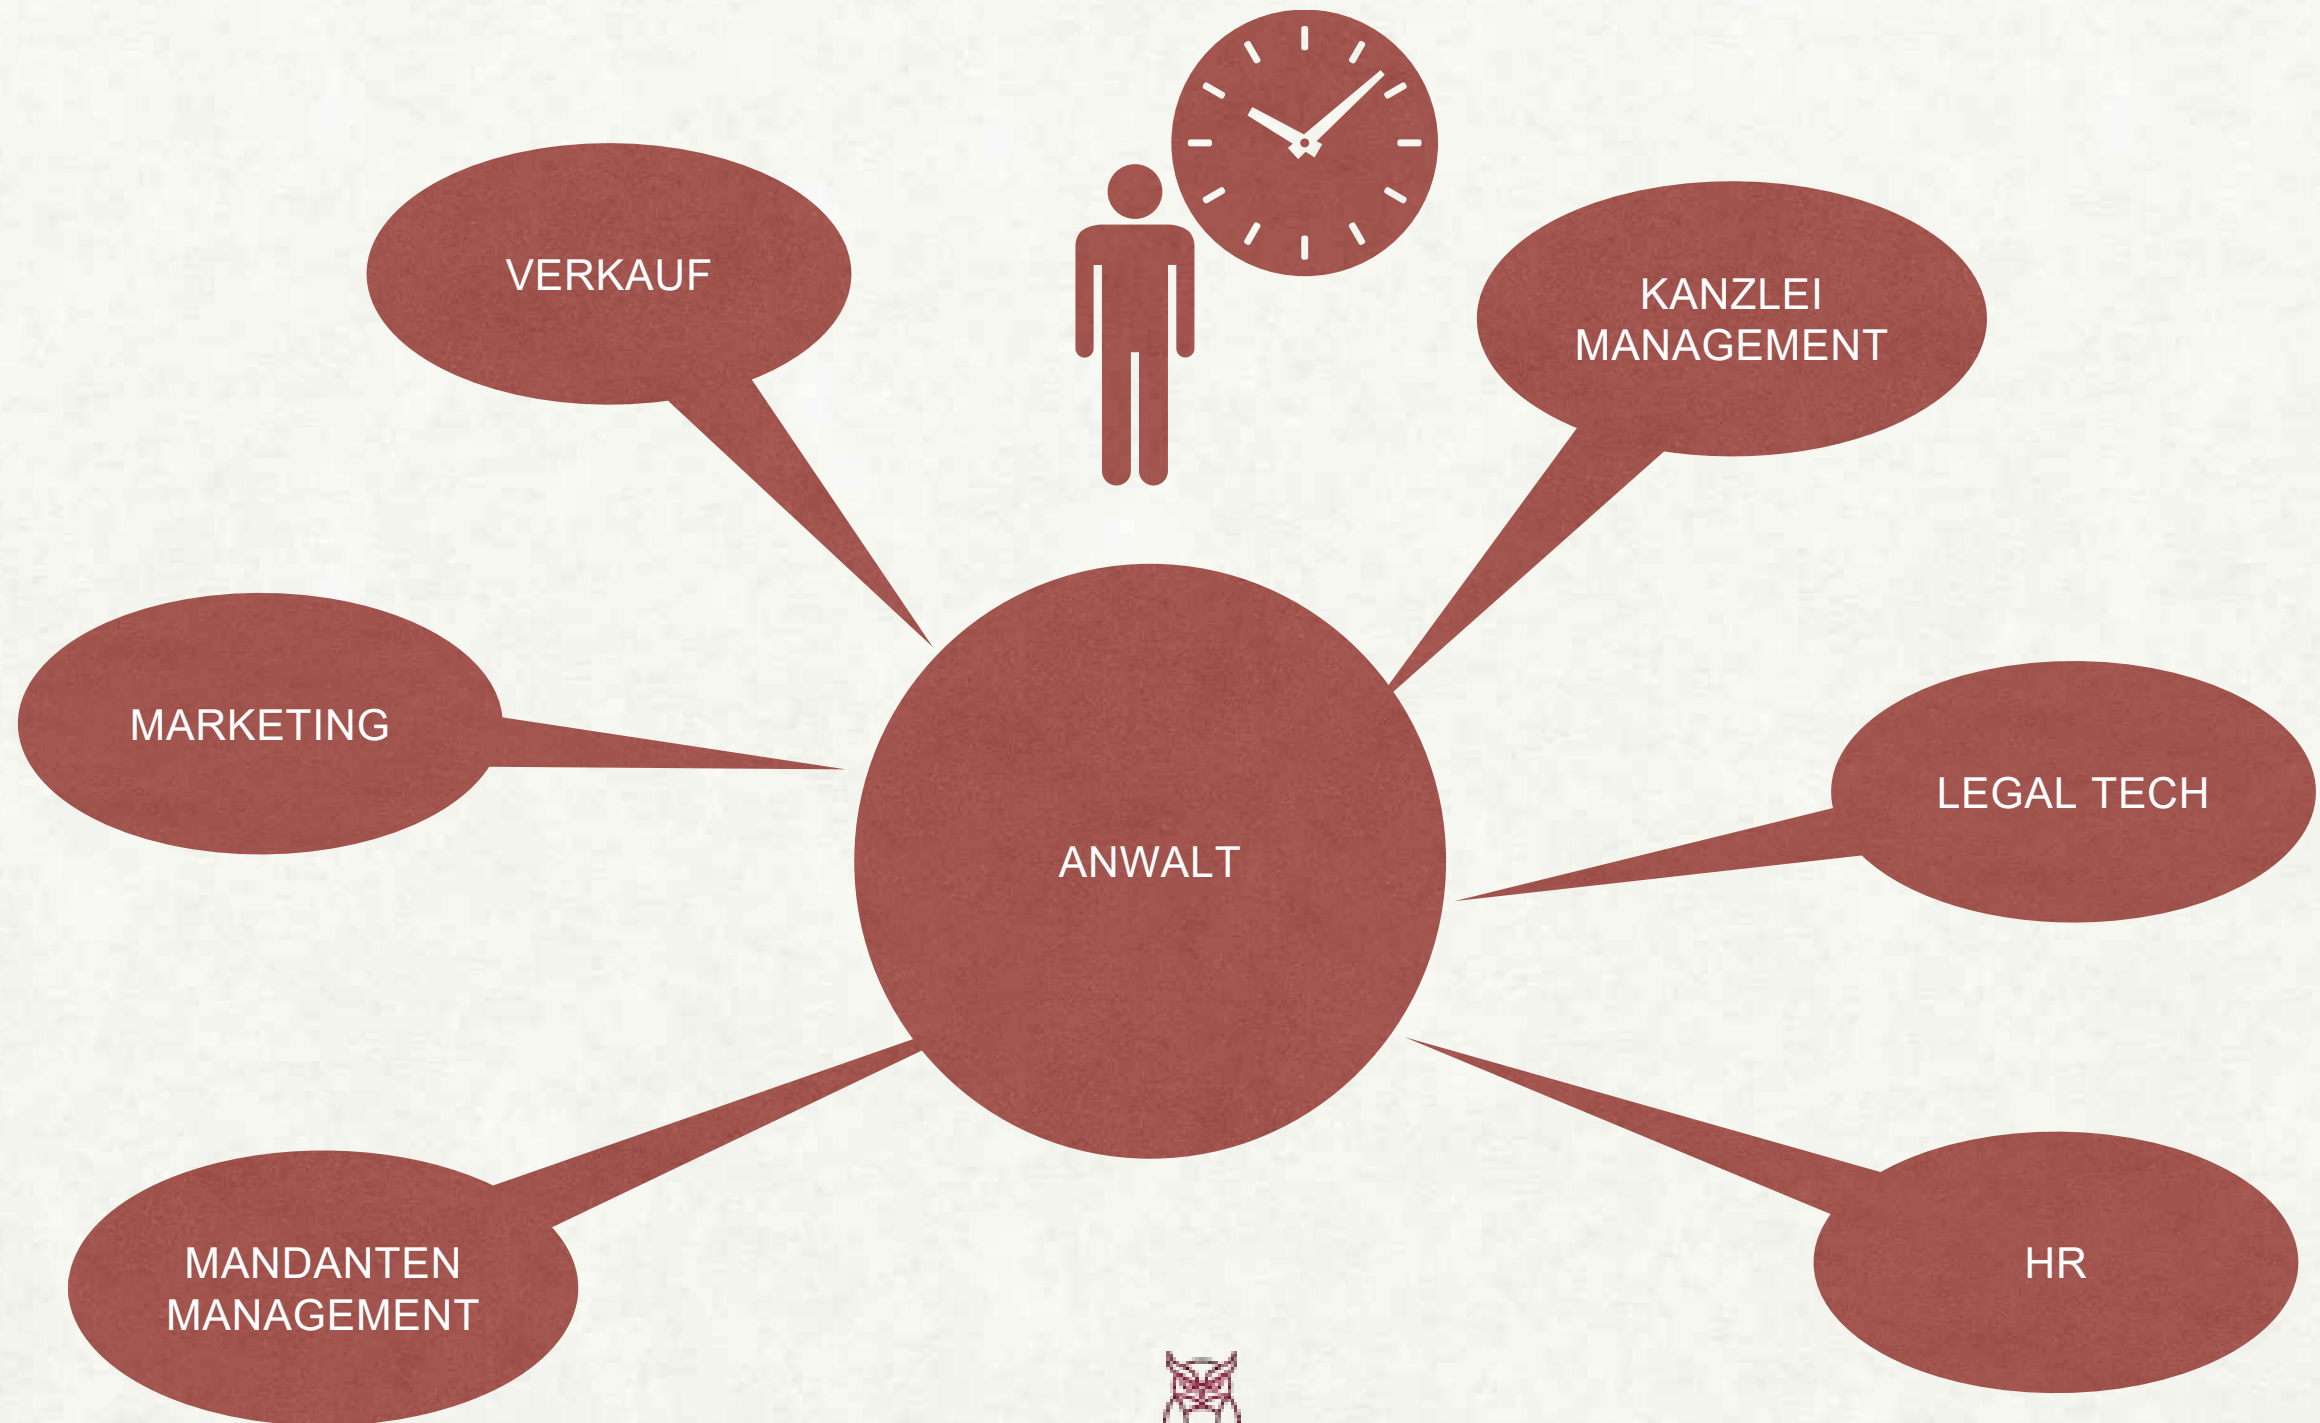 VERKAUF
KANZLEI
MANAGEMENT
MARKETING
LEGAL TECH
ANWALT
MANDANTEN
MANAGEMENT
HR